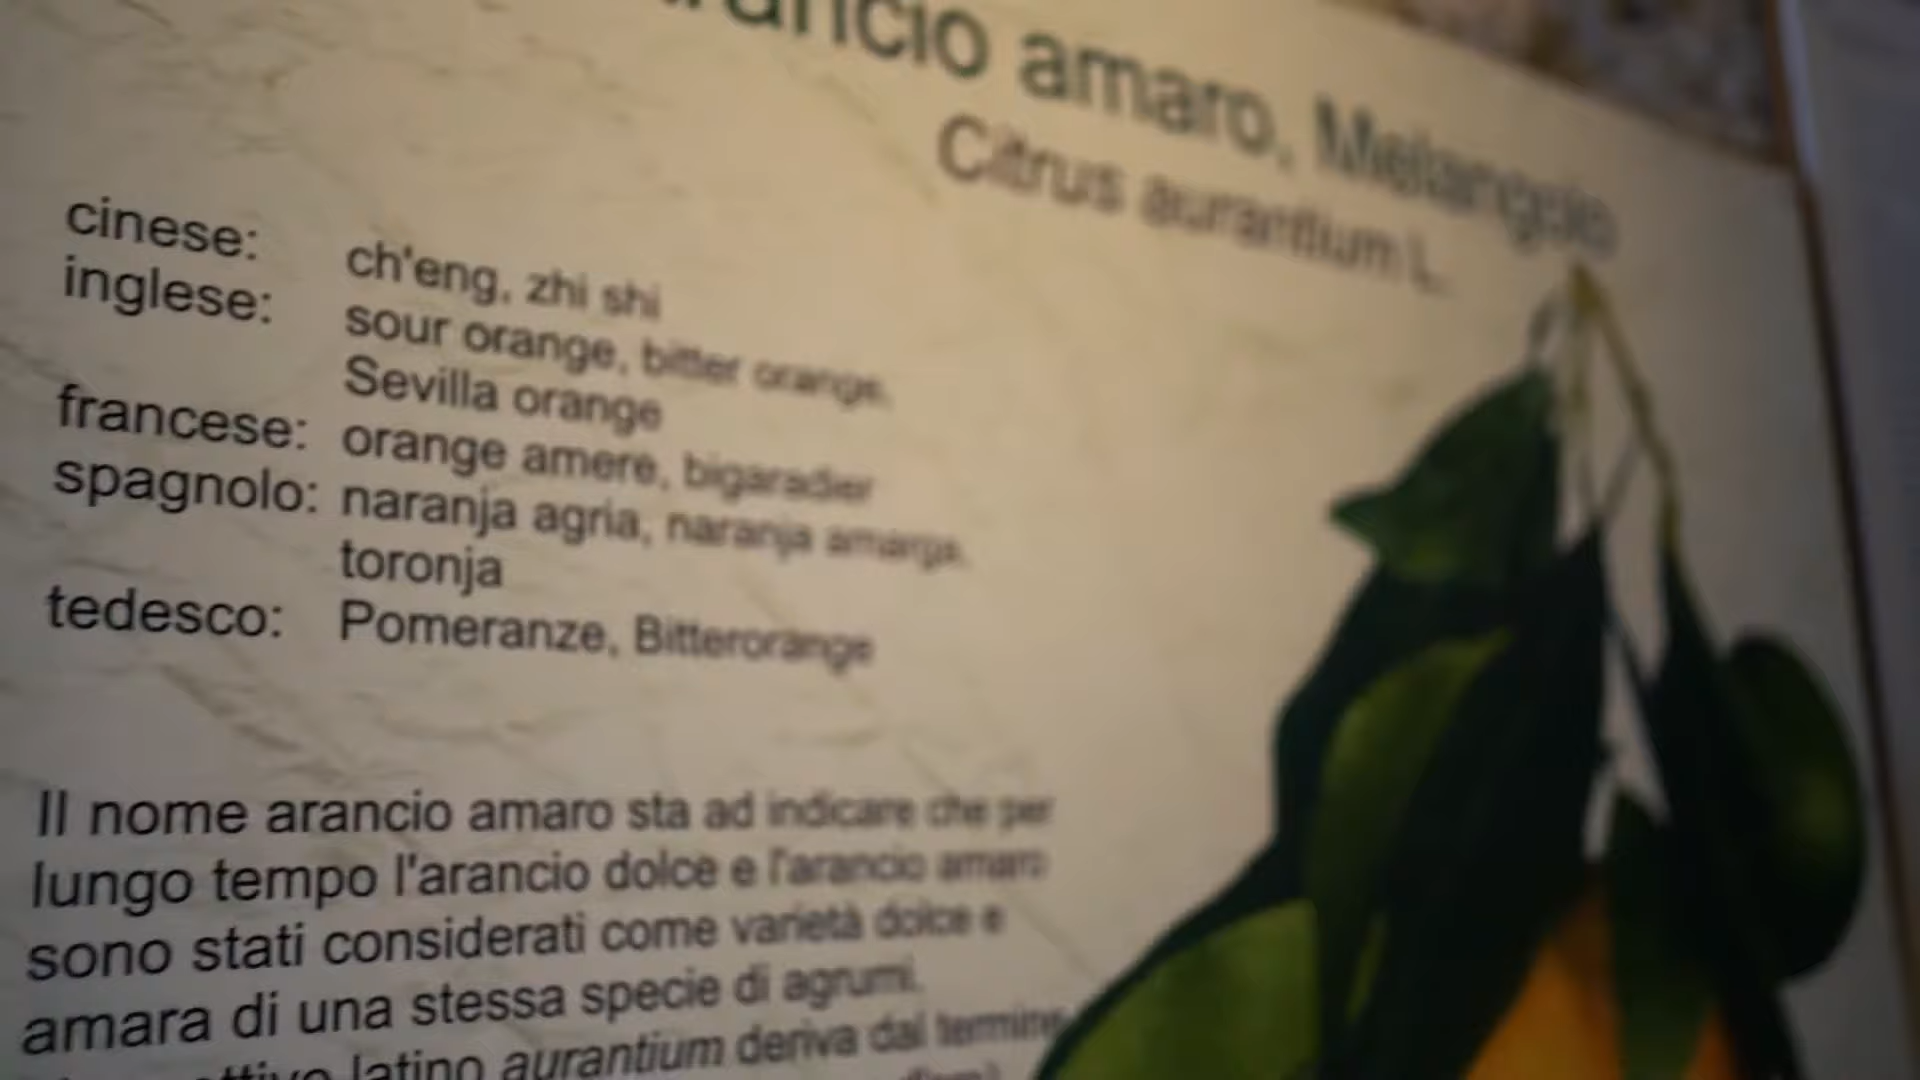 arancio amaro, Melangolo
Citrus aurantium L.
cinese: ch'eng, zhi shi
inglese: sour orange, bitter orange,
Sevilla orange
francese: orange amere, bigaradier
spagnolo: naranja agria, naranja amarga,
toronja
tedesco: Pomeranze, Bitterorange
Il nome arancio amaro sta ad indicare che per
lungo tempo l'arancio dolce e l'arancio amaro
sono stati considerati come varietà dolce e
amara di una stessa specie di agrumi.
latino aurantium deriva dal termine